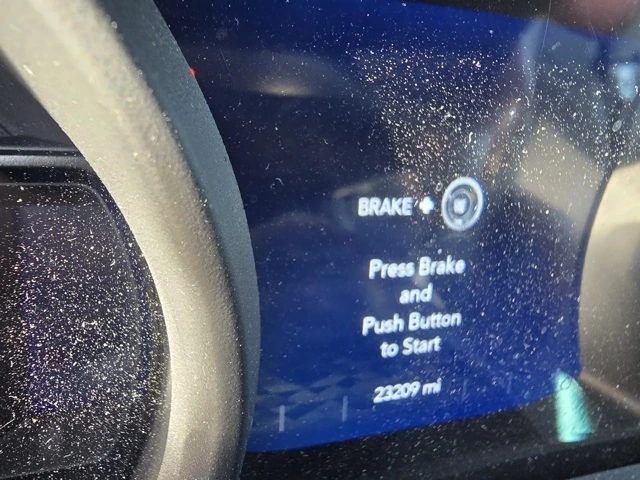 BRAKE +
Press Brake
and
Push Button
to Start
23209 mi